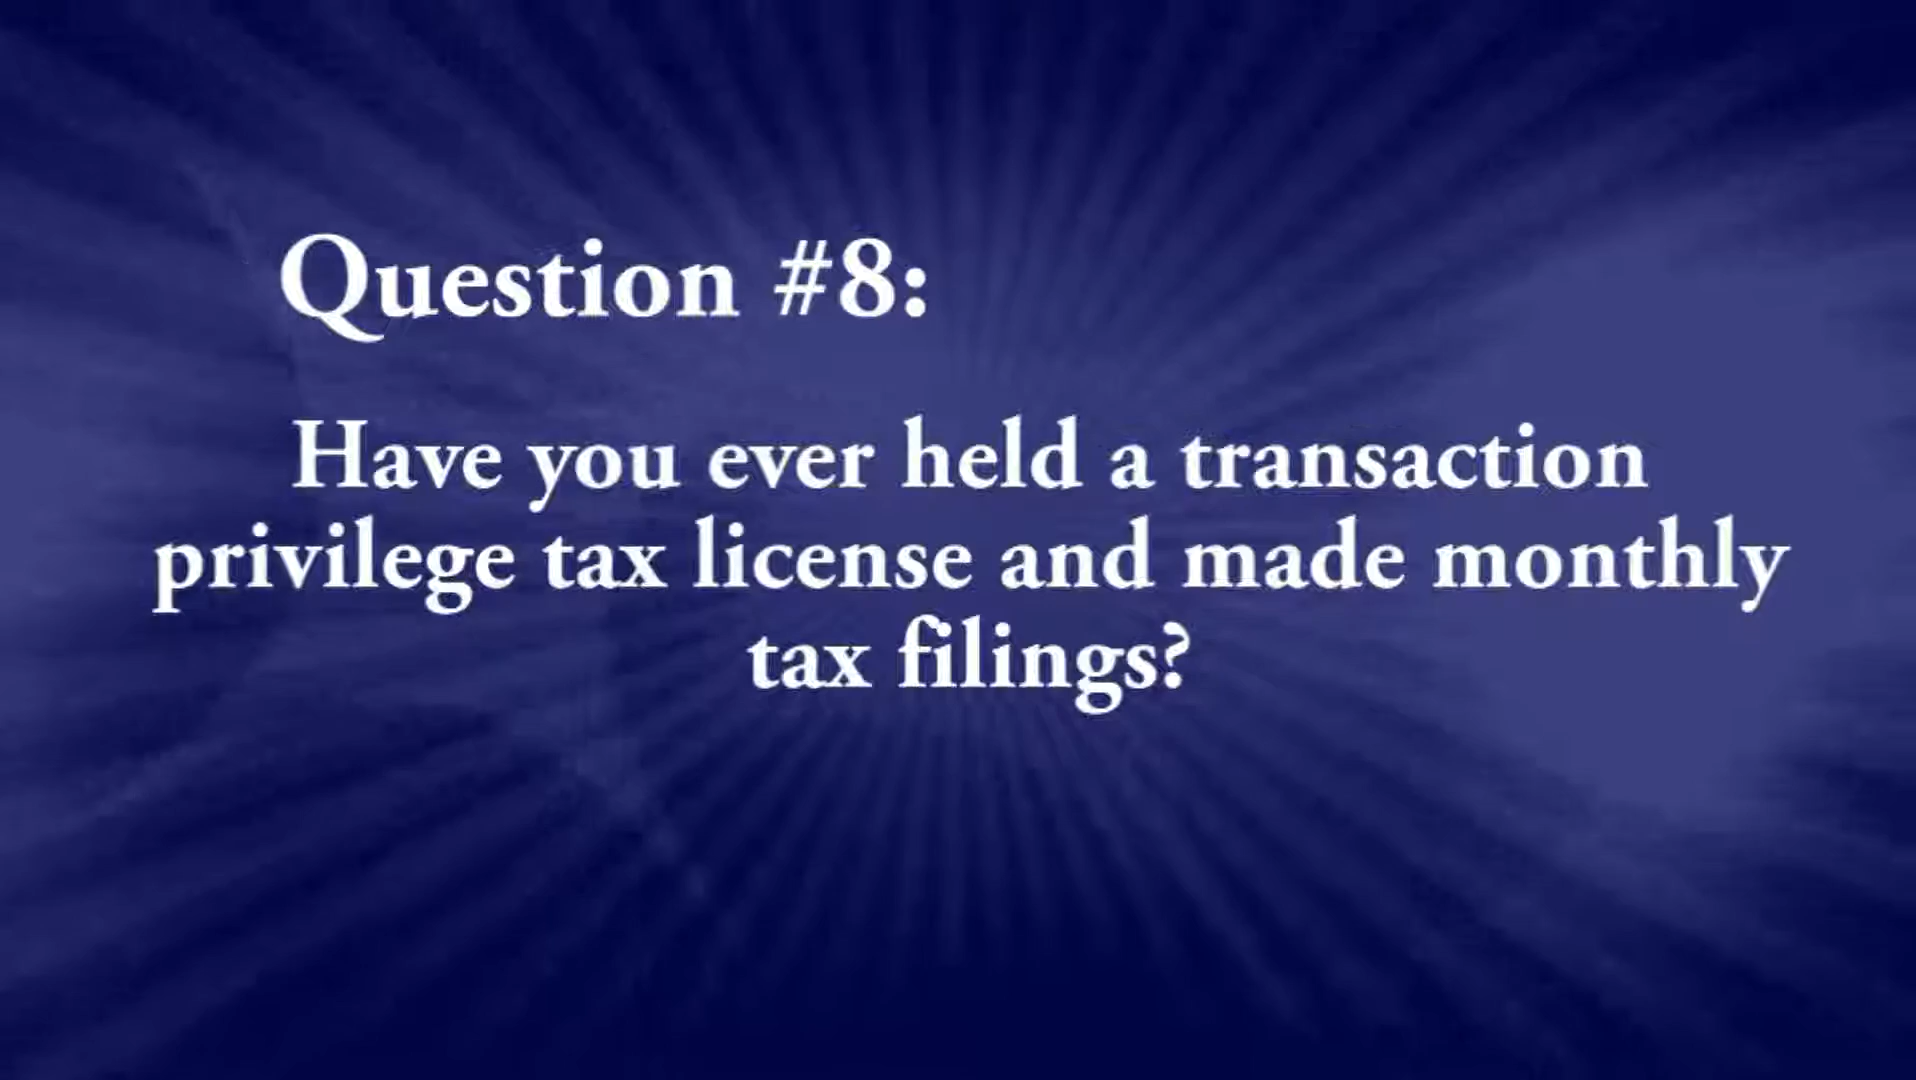 Question #8:
Have you ever held a transaction
privilege tax license and made monthly
tax filings?